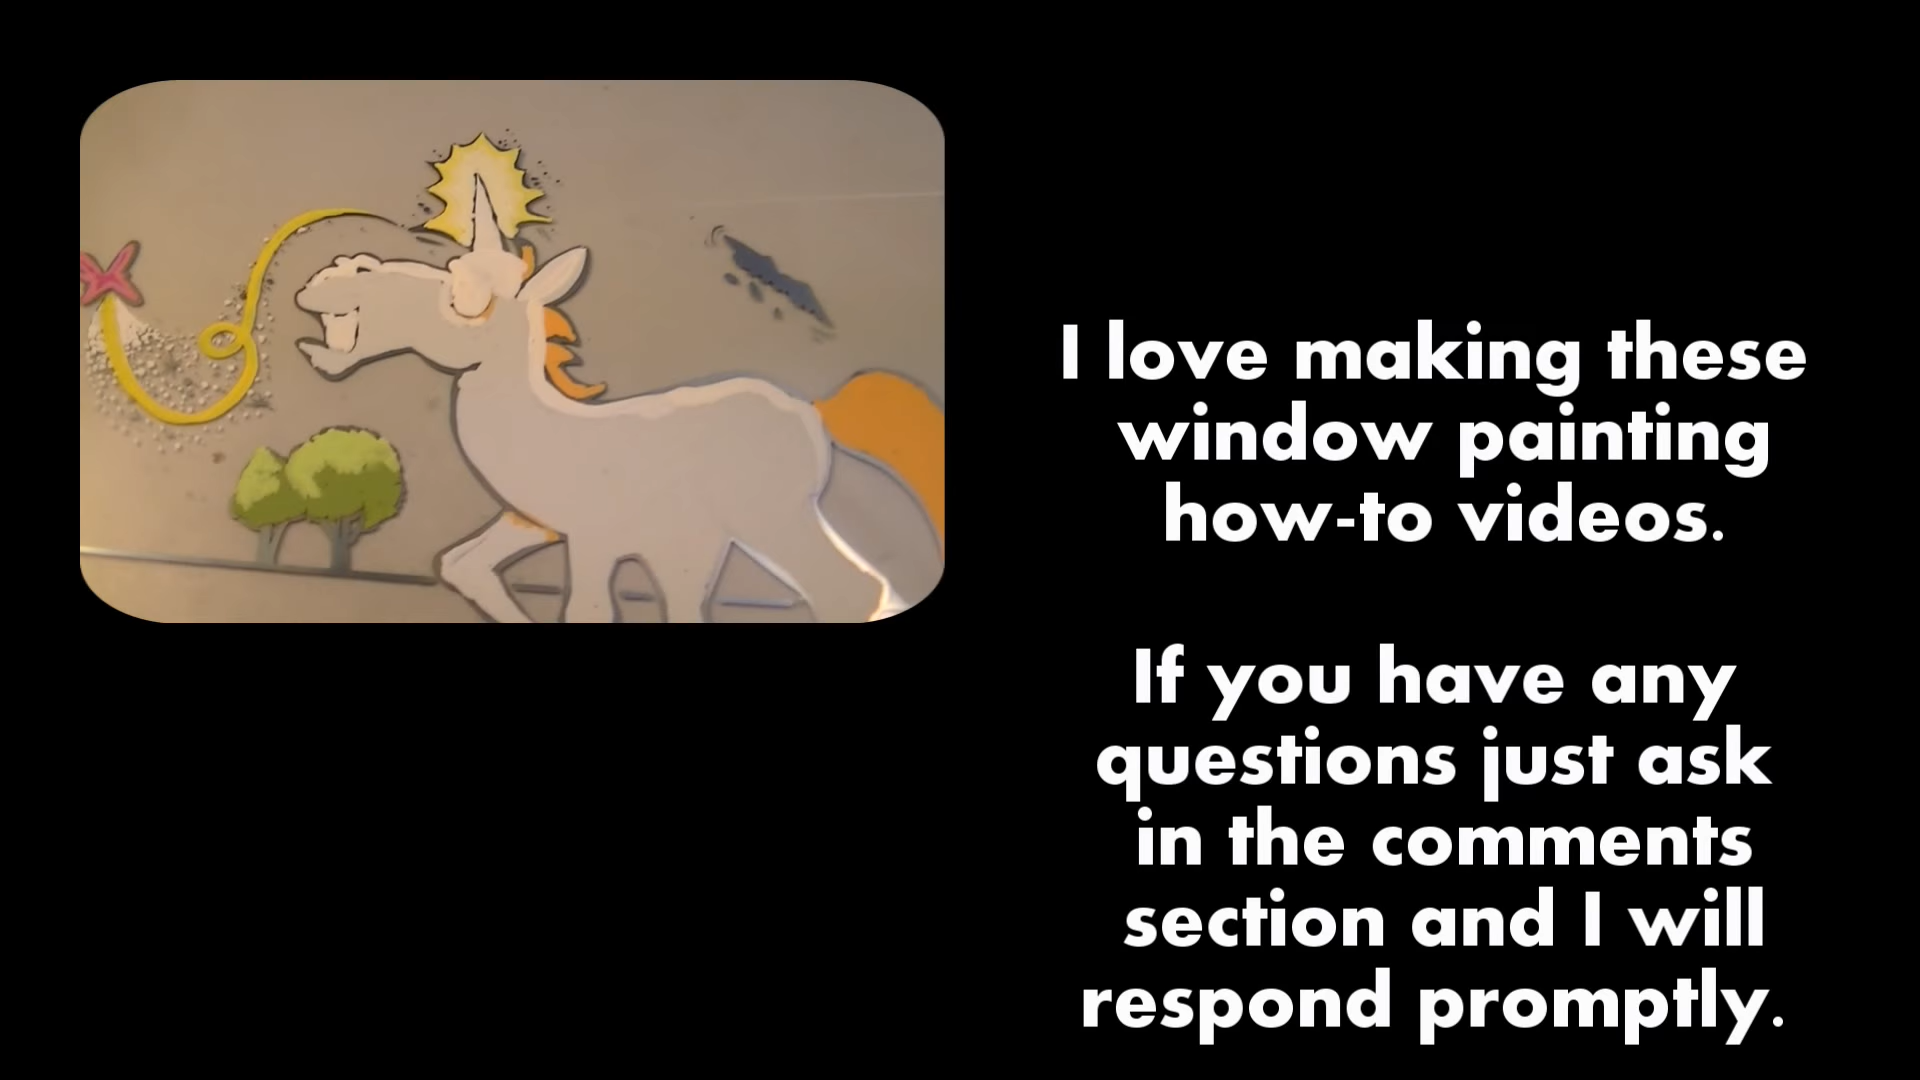 I love making these
window painting
how-to videos.
If you have any
questions just ask
in the comments
section and I will
respond promptly.